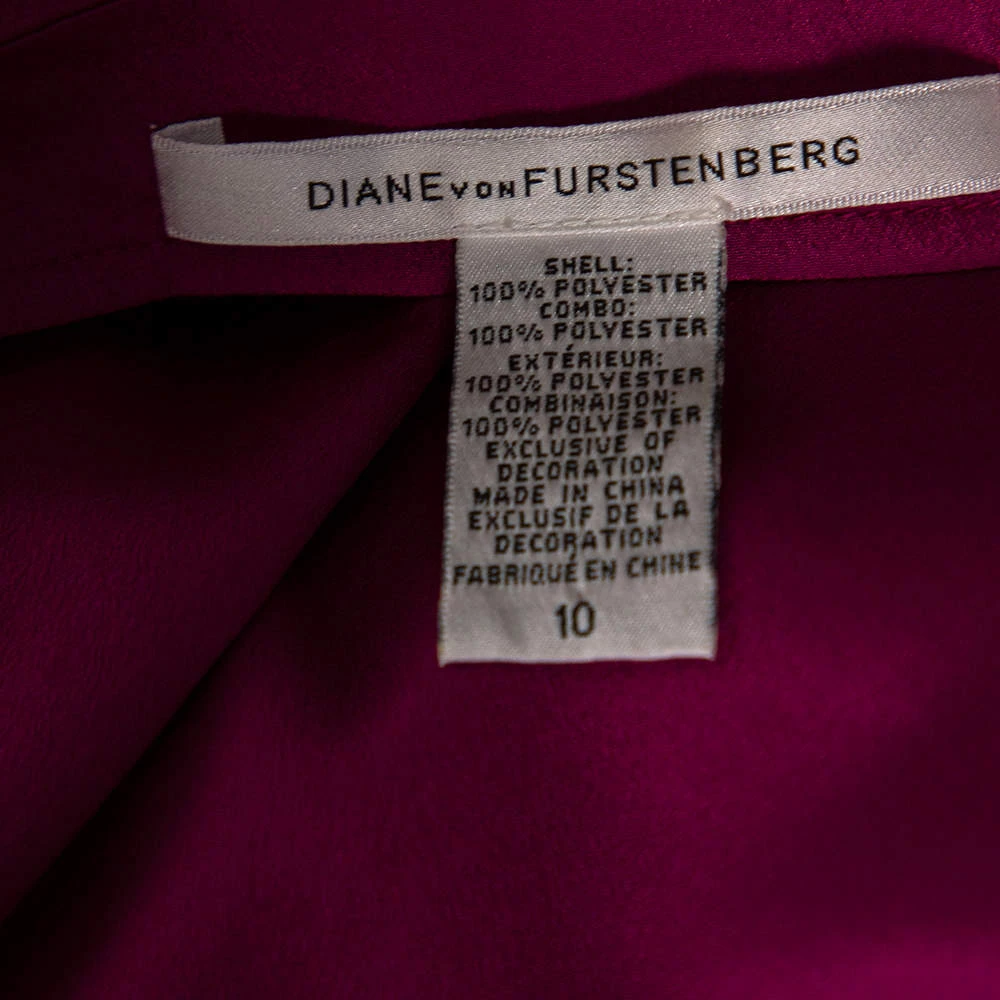 DIANE VON FURSTENBERG
SHELL:
100% POLYESTER
COMBO:
100% POLYESTER
EXTÉRIEUR:
100% POLYESTER
COMBINAISON:
100% POLYESTER
EXCLUSIVE OF
DECORATION
MADE IN CHINA
EXCLUSIF DE LA
DECORATION
FABRIQUÉ EN CHINE
10